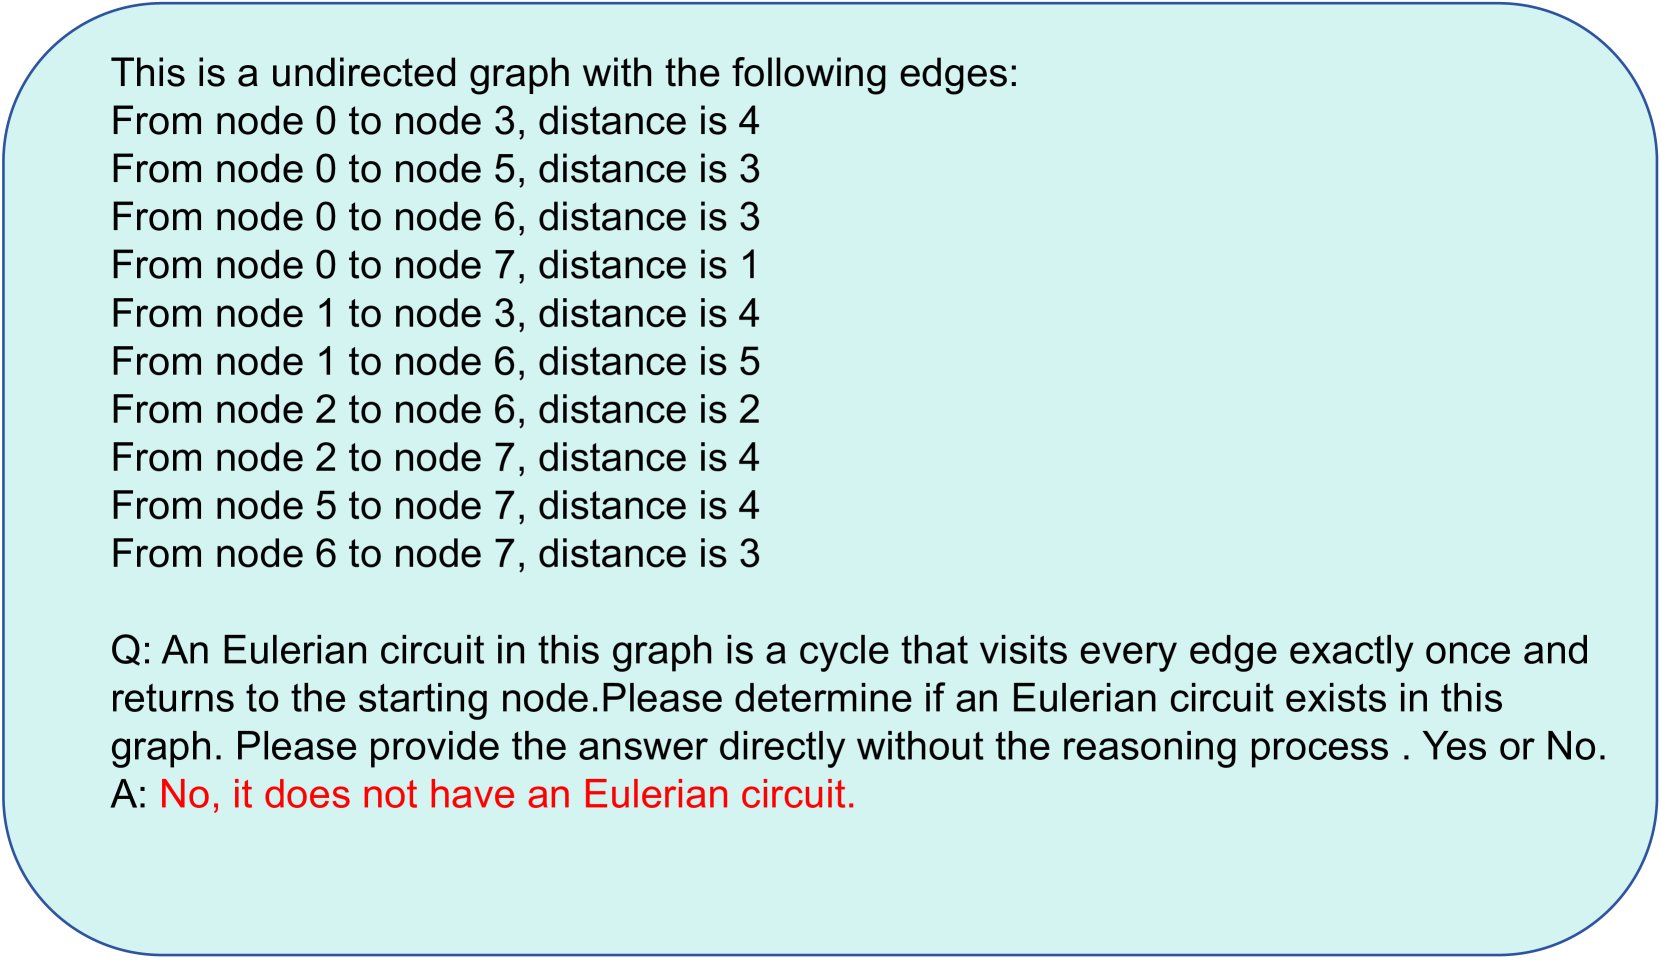 This is a undirected graph with the following edges:
From node 0 to node 3, distance is 4
From node 0 to node 5, distance is 3
From node 0 to node 6, distance is 3
From node 0 to node 7, distance is 1
From node 1 to node 3, distance is 4
From node 1 to node 6, distance is 5
From node 2 to node 6, distance is 2
From node 2 to node 7, distance is 4
From node 5 to node 7, distance is 4
From node 6 to node 7, distance is 3
Q: An Eulerian circuit in this graph is a cycle that visits every edge exactly once and
returns to the starting node.Please determine if an Eulerian circuit exists in this
graph. Please provide the answer directly without the reasoning process . Yes or No.
A: No, it does not have an Eulerian circuit.